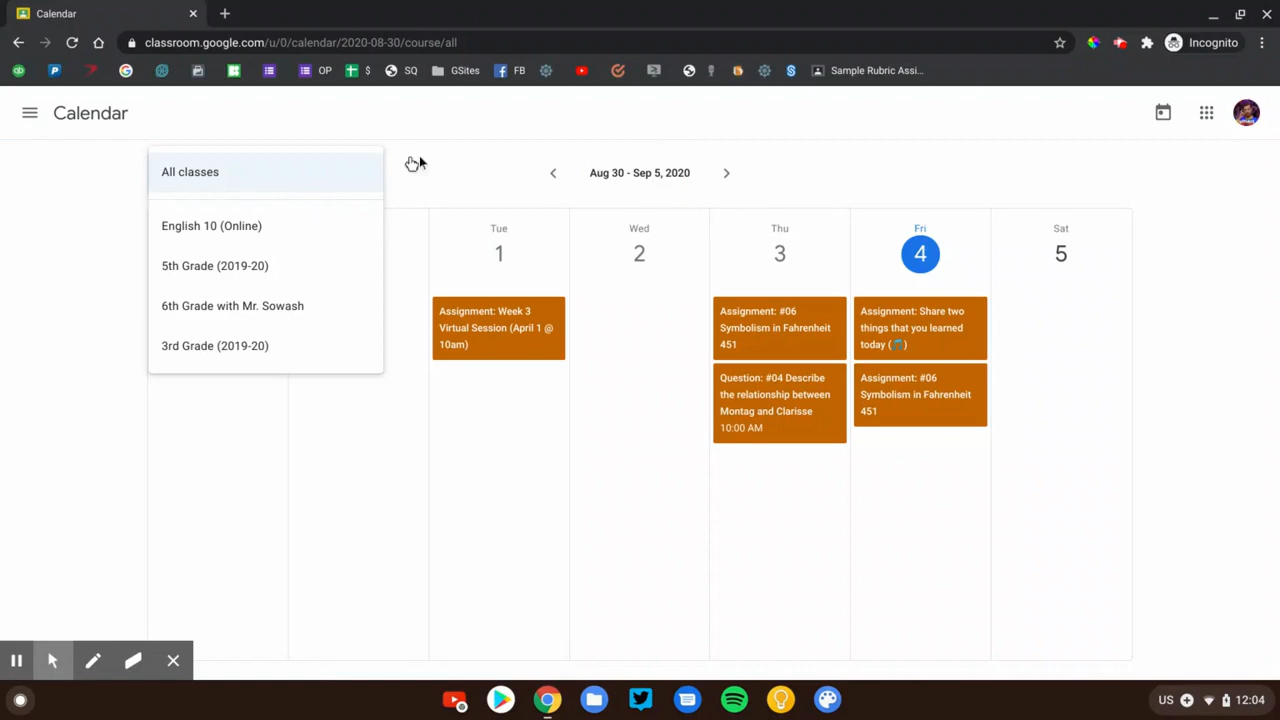 Calendar
classroom.google.com/u/0/calendar/2020-08-30/course/all
Incognito
OP
$
SQ
GSites
FB
Sample Rubric Assi...
Calendar
All classes
English 10 (Online)
5th Grade (2019-20)
6th Grade with Mr. Sowash
3rd Grade (2019-20)
Aug 30 - Sep 5, 2020
Tue
1
Wed
2
Thu
3
Fri
4
Sat
5
Assignment: Week 3
Virtual Session (April 1 @
10am)
Assignment: #06
Symbolism in Fahrenheit
451
Question: #04 Describe
the relationship between
Montag and Clarisse
10:00 AM
Assignment: Share two
things that you learned
today (🎵)
Assignment: #06
Symbolism in Fahrenheit
451
US
12:04